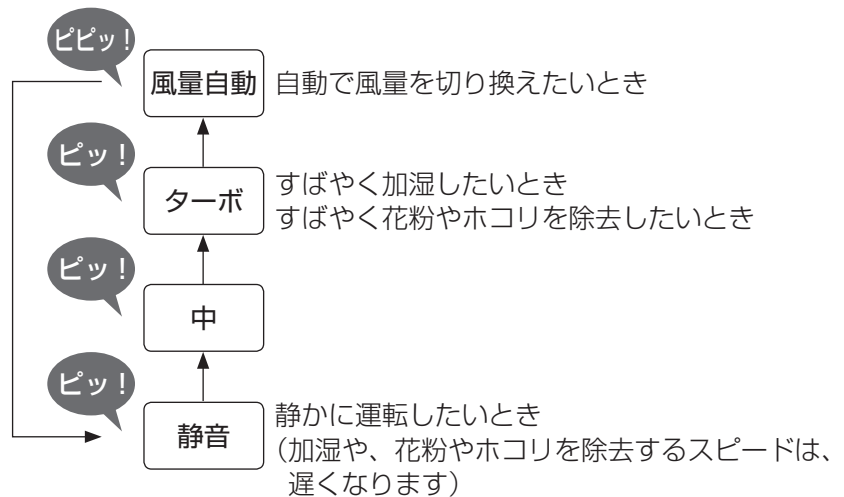 ピピッ！
風量自動 自動で風量を切り換えたいとき
ピッ！
ターボ
すばやく加湿したいとき
すばやく花粉やホコリを除去したいとき
ピッ！
中
ピッ！
静音
静かに運転したいとき
（加湿や、花粉やホコリを除去するスピードは、
遅くなります）